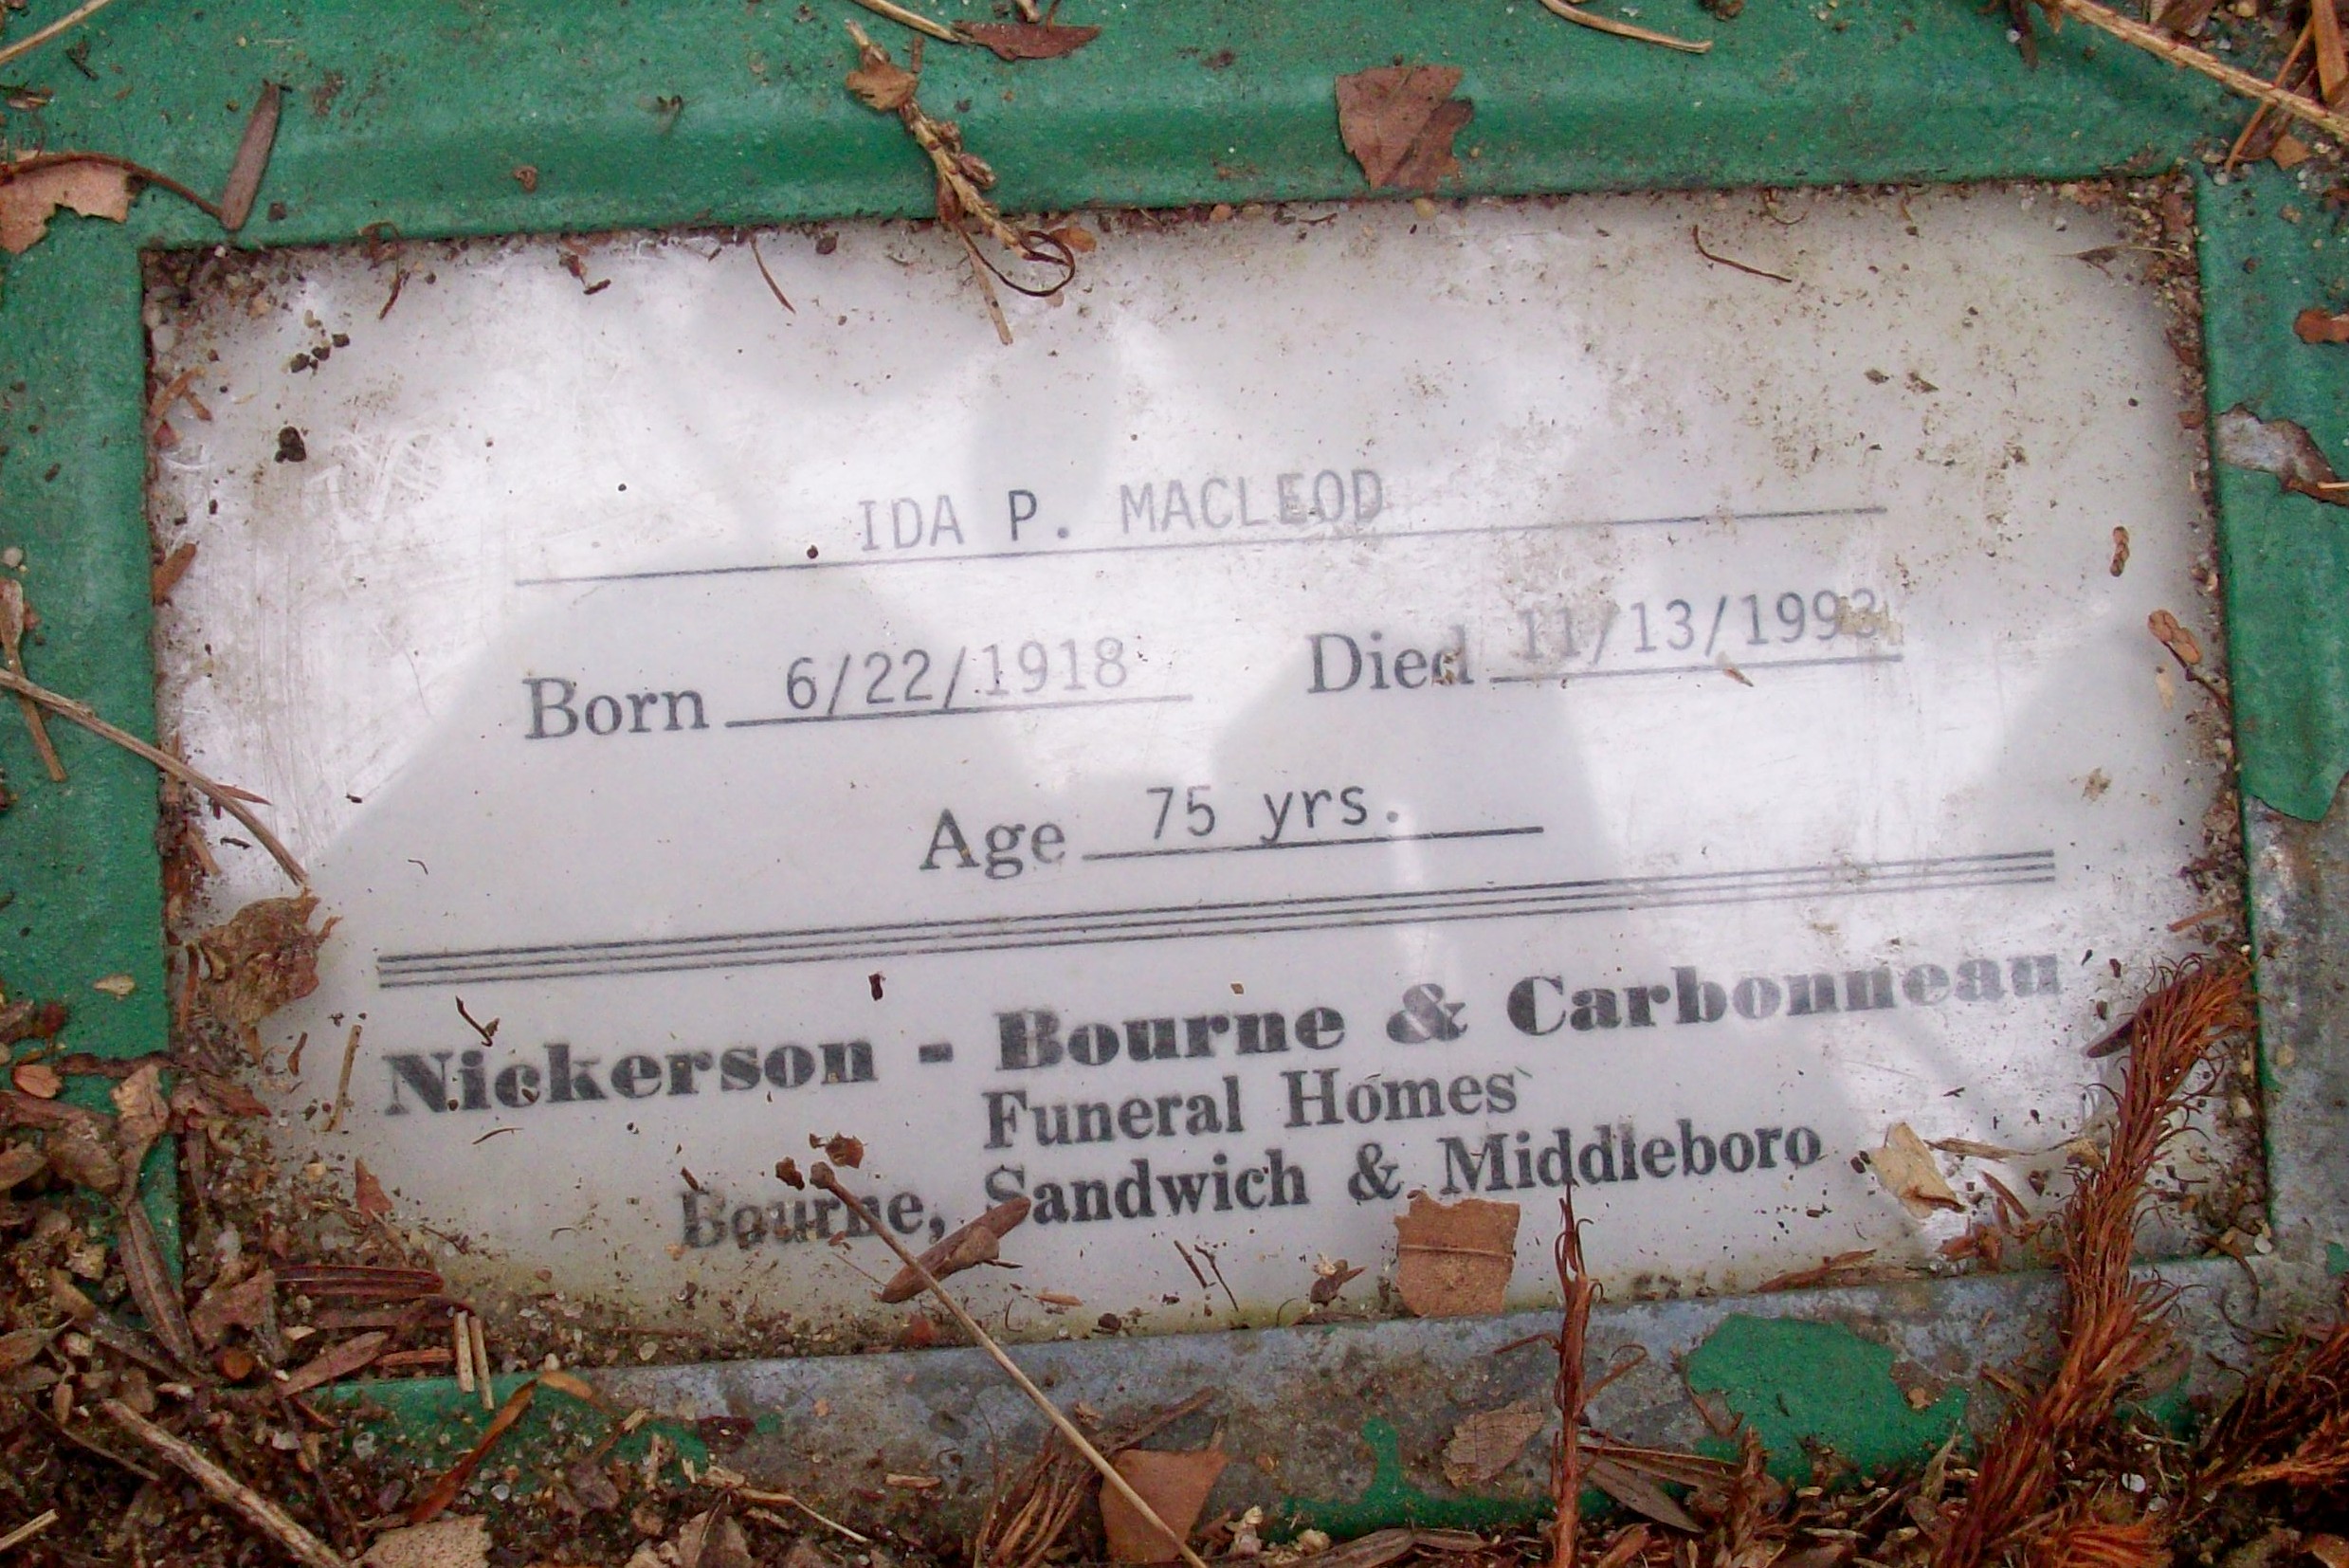 IDA P. MACLEOD
Born 6/22/1918 Died 11/13/1993
Age 75 yrs.
Nickerson - Bourne & Carbonneau
Funeral Homes
Bourne, Sandwich & Middleboro